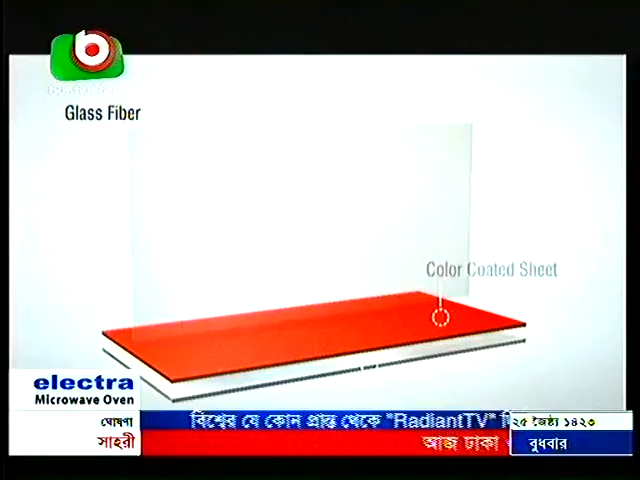 Glass Fiber
Color Coated Sheet
electra
Microwave Oven
ঘোষণা
বিশ্বের যে কোন প্রান্ত থেকে "RadiantTV"
২৫ জ্যৈষ্ঠ ১৪২৩
সাহরী
আজ ঢাকা
বুধবার